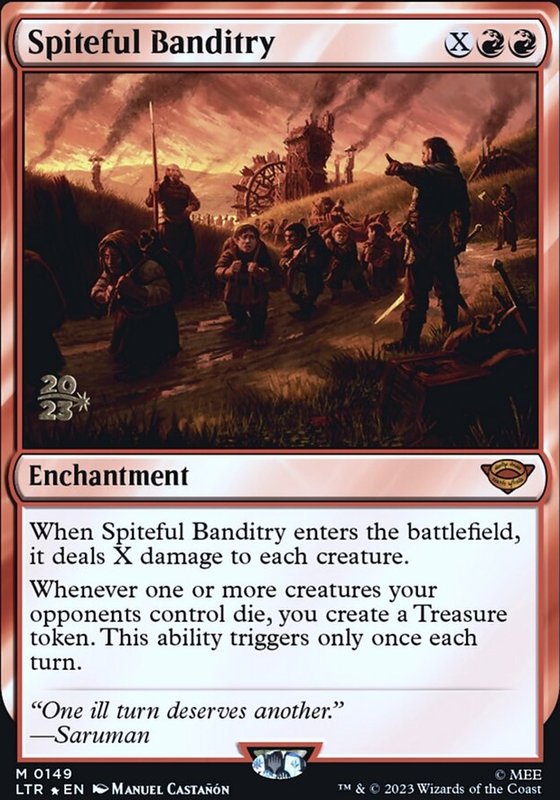 Spiteful Banditry
X
20
23
Enchantment
When Spiteful Banditry enters the battlefield,
it deals X damage to each creature.
Whenever one or more creatures your
opponents control die, you create a Treasure
token. This ability triggers only once each
turn.
“One ill turn deserves another.”
—Saruman
M 0149
LTR ★ EN Manuel Castañón
© MEE
™ & © 2023 Wizards of the Coast